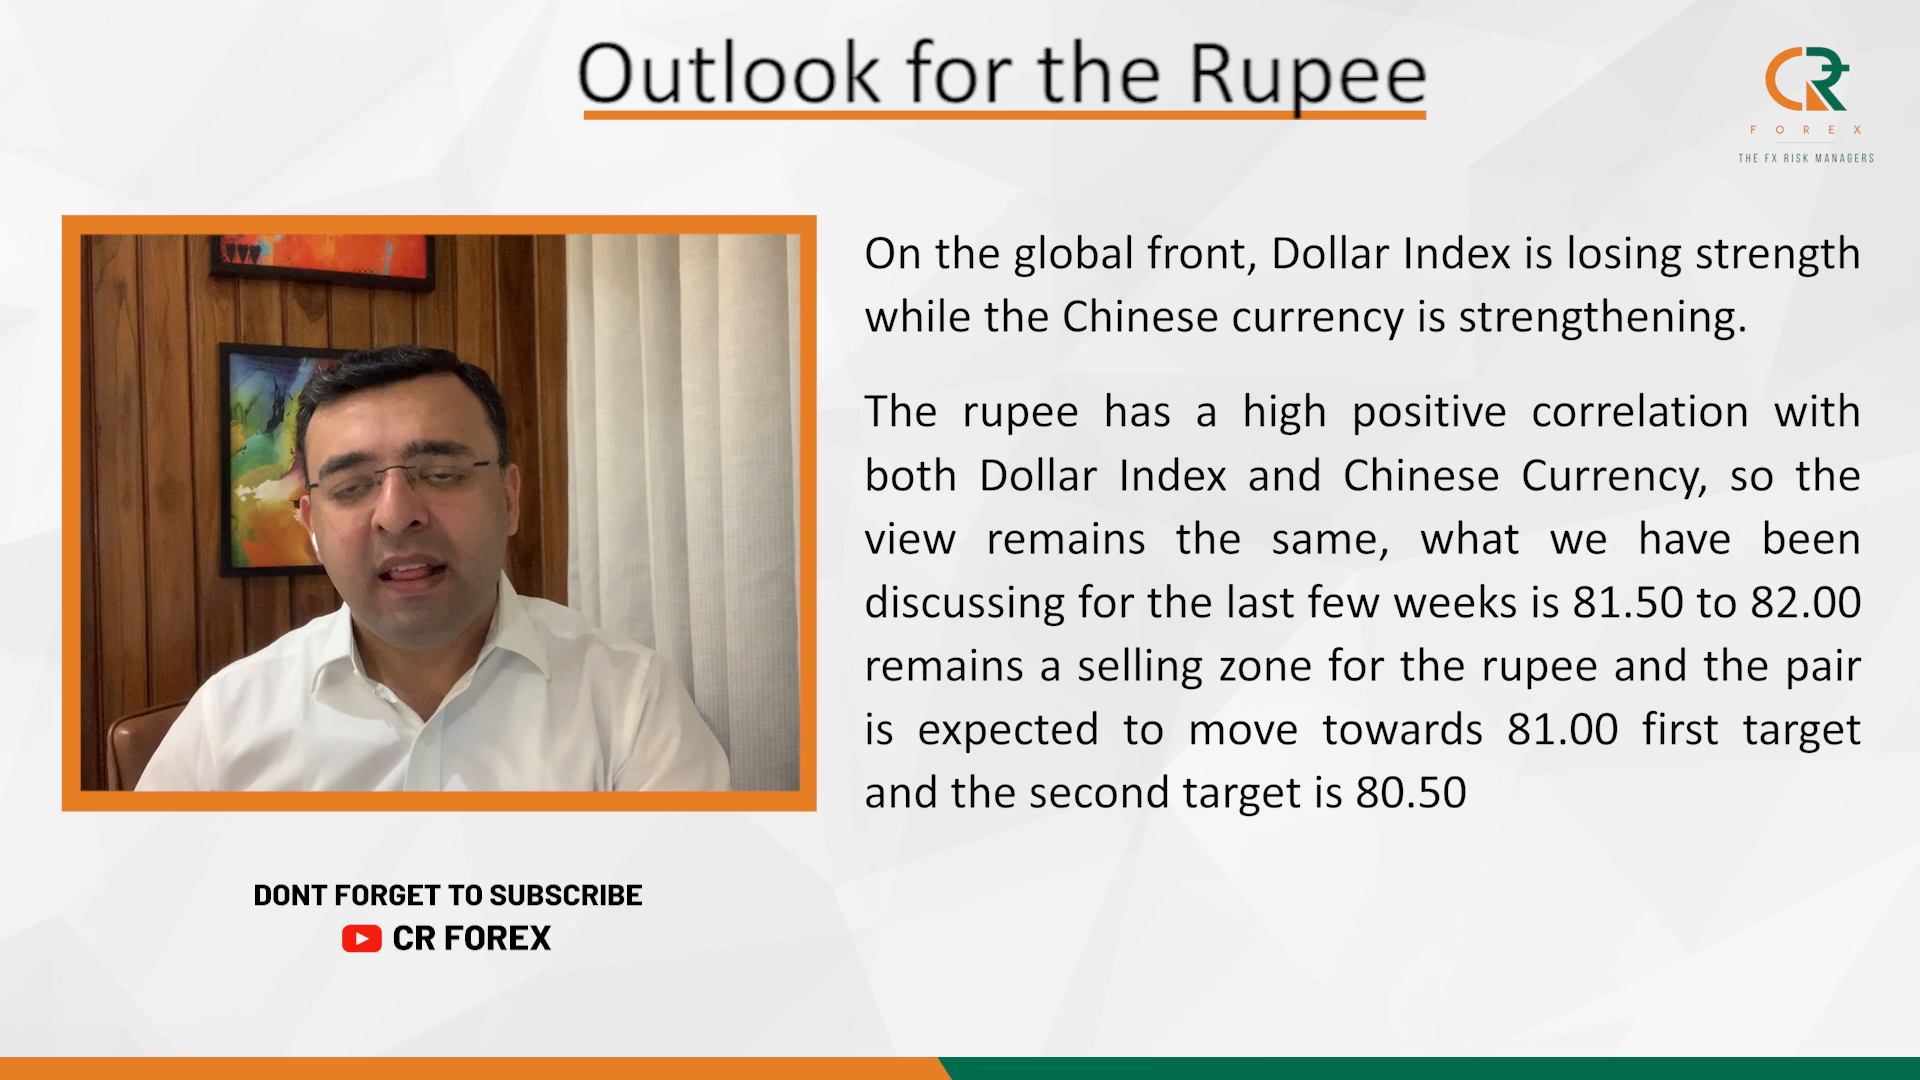 Outlook for the Rupee
CR
FOREX
THE FX RISK MANAGERS
On the global front, Dollar Index is losing strength
while the Chinese currency is strengthening.
The rupee has a high positive correlation with
both Dollar Index and Chinese Currency, so the
view remains the same, what we have been
discussing for the last few weeks is 81.50 to 82.00
remains a selling zone for the rupee and the pair
is expected to move towards 81.00 first target
and the second target is 80.50
DONT FORGET TO SUBSCRIBE
CR FOREX